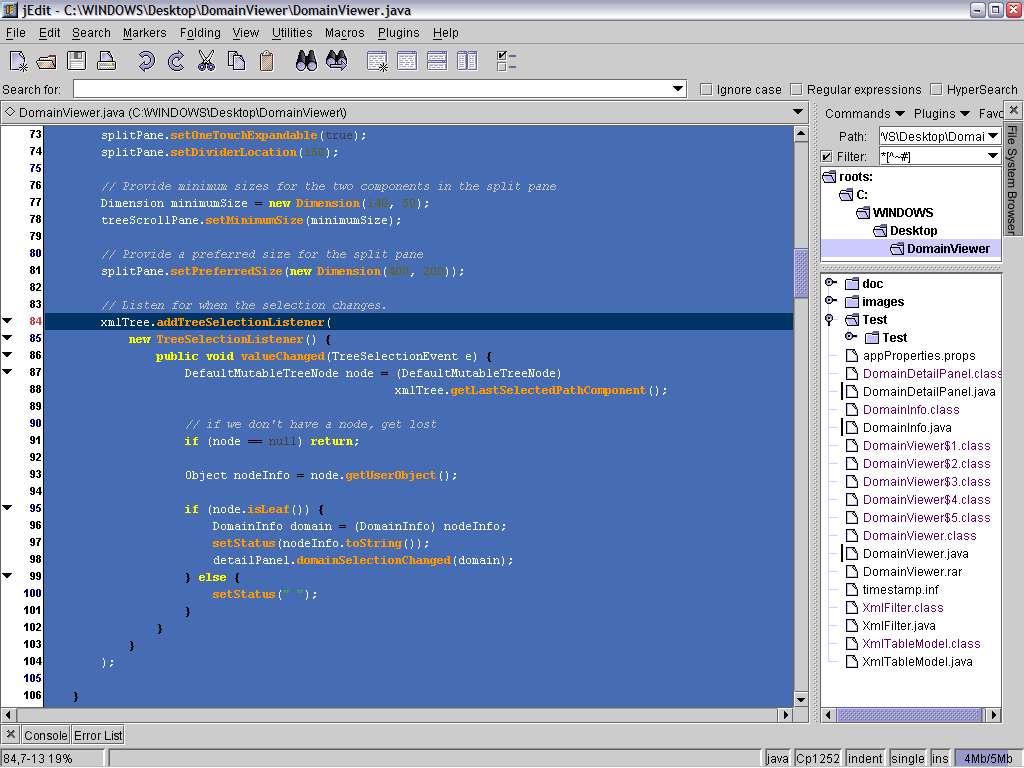 jEdit - C:\WINDOWS\Desktop\DomainViewer\DomainViewer.java
File Edit Search Markers Folding View Utilities Macros Plugins Help
Search for: Ignore case Regular expressions HyperSearch
DomainViewer.java (C:\WINDOWS\Desktop\DomainViewer\)
73 splitPane.setOneTouchExpandable(true);
74 splitPane.setDividerLocation( );
75
76 // Provide minimum sizes for the two components in the split pane
77 Dimension minimumSize = new Dimension( , );
78 treeScrollPane.setMinimumSize(minimumSize);
79
80 // Provide a preferred size for the split pane
81 splitPane.setPreferredSize(new Dimension( , ));
82
83 // Listen for when the selection changes.
84 xmlTree.addTreeSelectionListener(
85 new TreeSelectionListener() {
86 public void valueChanged(TreeSelectionEvent e) {
87 DefaultMutableTreeNode node = (DefaultMutableTreeNode)
88 xmlTree.getLastSelectedPathComponent();
89
90 // if we don't have a node, get lost
91 if (node == null) return;
92
93 Object nodeInfo = node.getUserObject();
94
95 if (node.isLeaf()) {
96 DomainInfo domain = (DomainInfo) nodeInfo;
97 setStatus(nodeInfo.toString());
98 detailPanel.domainSelectionChanged(domain);
99 } else {
100 setStatus(" ");
101 }
102 }
103 }
104 );
105
106 }
Commands Plugins Favo
Path: VS\Desktop\Domai
Filter: *[^~#]
roots:
C:
WINDOWS
Desktop
DomainViewer
File System Browser
doc
images
Test
Test
appProperties.props
DomainDetailPanel.class
DomainDetailPanel.java
DomainInfo.class
DomainInfo.java
DomainViewer$1.class
DomainViewer$2.class
DomainViewer$3.class
DomainViewer$4.class
DomainViewer$5.class
DomainViewer.class
DomainViewer.java
DomainViewer.rar
timestamp.inf
XmlFilter.class
XmlFilter.java
XmlTableModel.class
XmlTableModel.java
Console Error List
84,7-13 19% java Cp1252 indent single ins 4Mb/5Mb